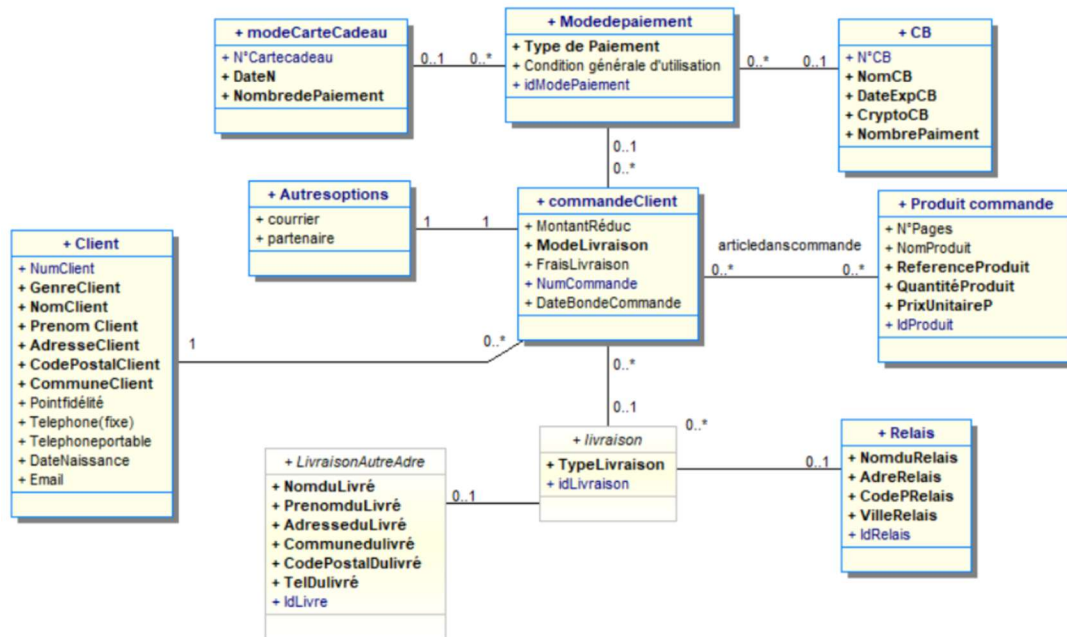 + modeCarteCadeau
+ N°Cartecadeau
+ DateN
+ NombredePaiement
0..1
0..*
+ Modedepaiement
+ Type de Paiement
+ Condition générale d'utilisation
+ idModePaiement
0..*
0..1
+ CB
+ N°CB
+ NomCB
+ DateExpCB
+ CryptoCB
+ NombrePaiment
0..1
0..*
+ Autresoptions
+ courrier
+ partenaire
1
1
+ commandeClient
+ MontantRéduc
+ ModeLivraison
+ FraisLivraison
+ NumCommande
+ DateBondeCommande
articledanscommande
0..*
0..*
+ Produit commande
+ N°Pages
+ NomProduit
+ ReferenceProduit
+ QuantitéProduit
+ PrixUnitaireP
+ IdProduit
+ Client
+ NumClient
+ GenreClient
+ NomClient
+ Prenom Client
+ AdresseClient
+ CodePostalClient
+ CommuneClient
+ Pointfidélité
+ Telephone(fixe)
+ Telephoneportable
+ DateNaissance
+ Email
1
0..*
0..*
0..1
+ livraison
+ TypeLivraison
+ idLivraison
0..*
0..1
+ Relais
+ NomduRelais
+ AdreRelais
+ CodePRelais
+ VilleRelais
+ IdRelais
+ LivraisonAutreAdre
+ NomduLivré
+ PrenomduLivré
+ AdresseduLivré
+ Communedulivré
+ CodePostalDulivré
+ TelDulivré
+ IdLivre
0..1